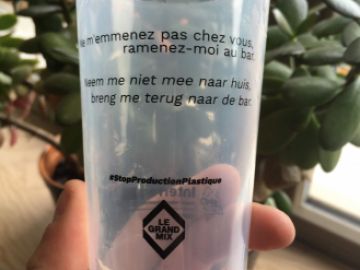 Ne m'emmenez pas chez vous,
ramenez-moi au bar.
Neem me niet mee naar huis,
breng me terug naar de bar.
#StopProductionPlastique
LE
GRAND
MIX